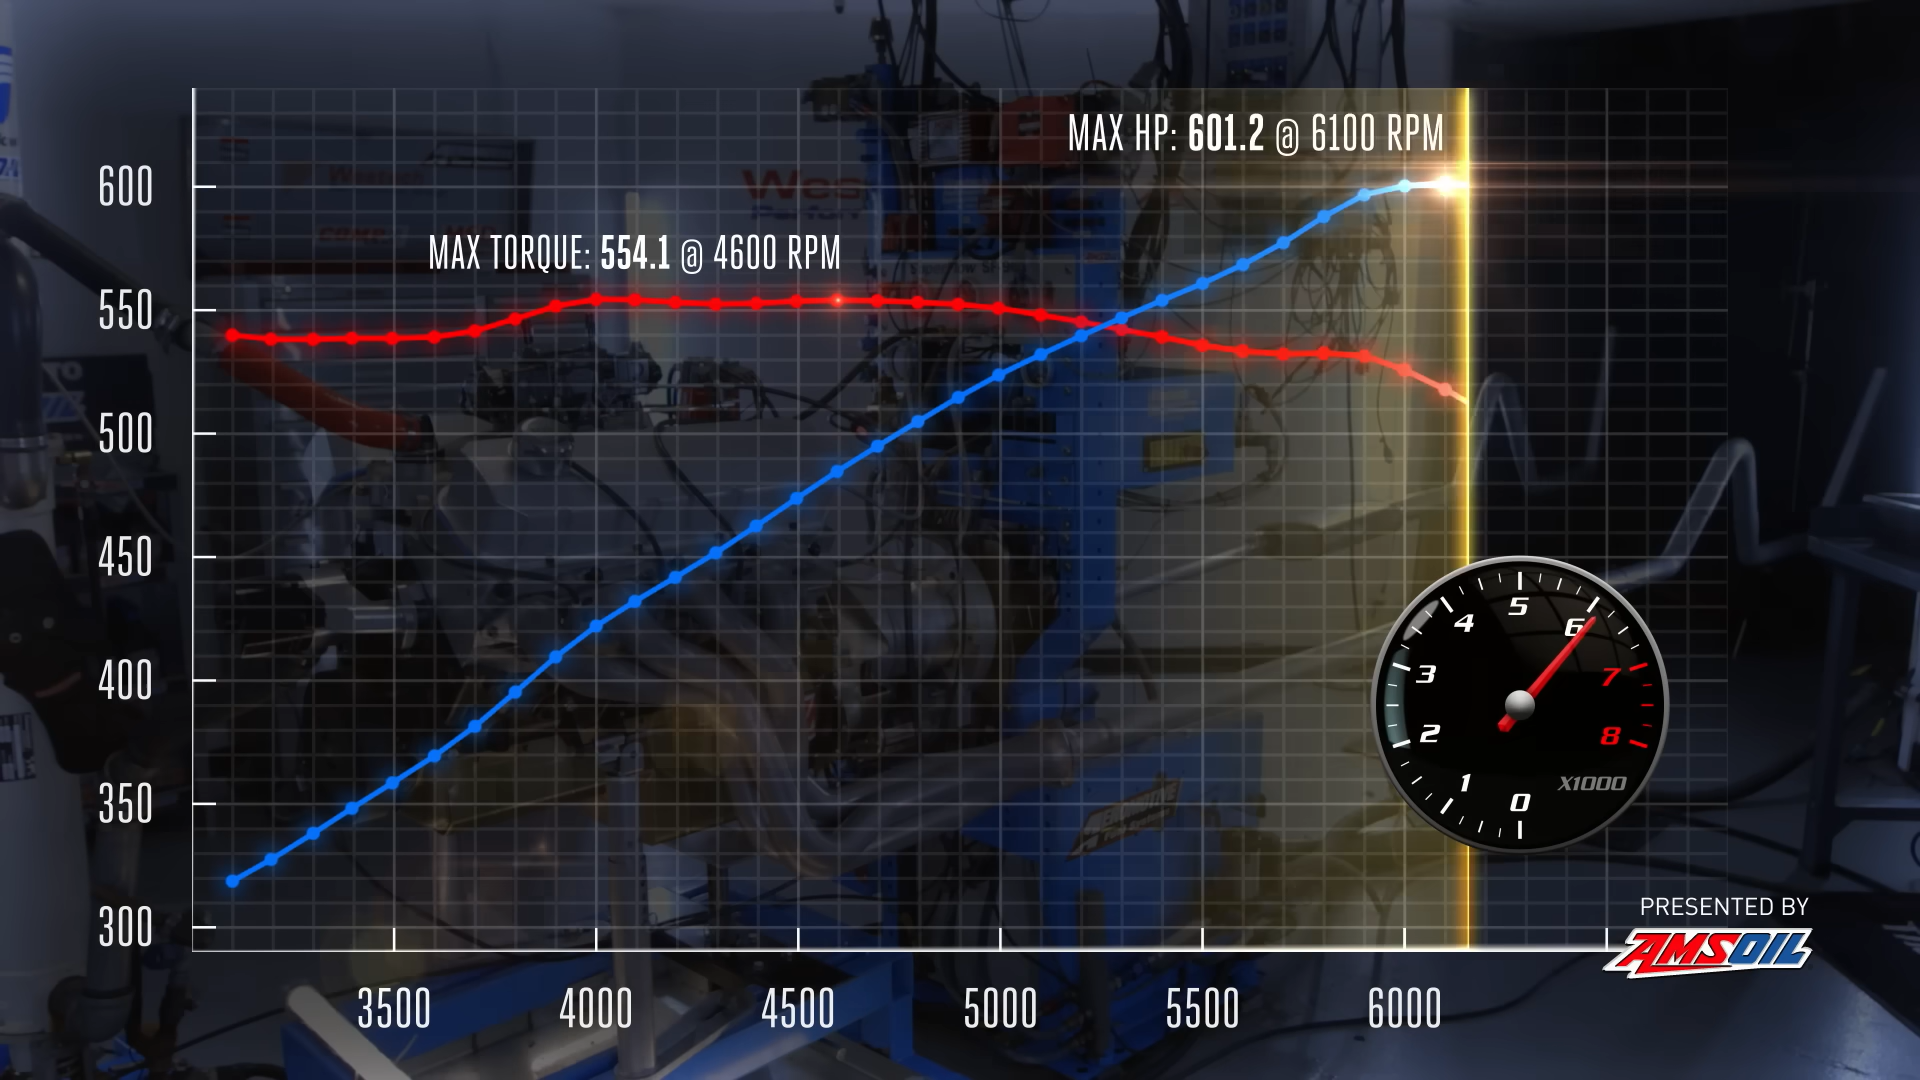 MAX HP: 601.2 @ 6100 RPM
MAX TORQUE: 554.1 @ 4600 RPM
600
550
500
450
400
350
300
3500 4000 4500 5000 5500 6000
0
1
2
3
4
5
6
7
8
X1000
PRESENTED BY
AMSOIL